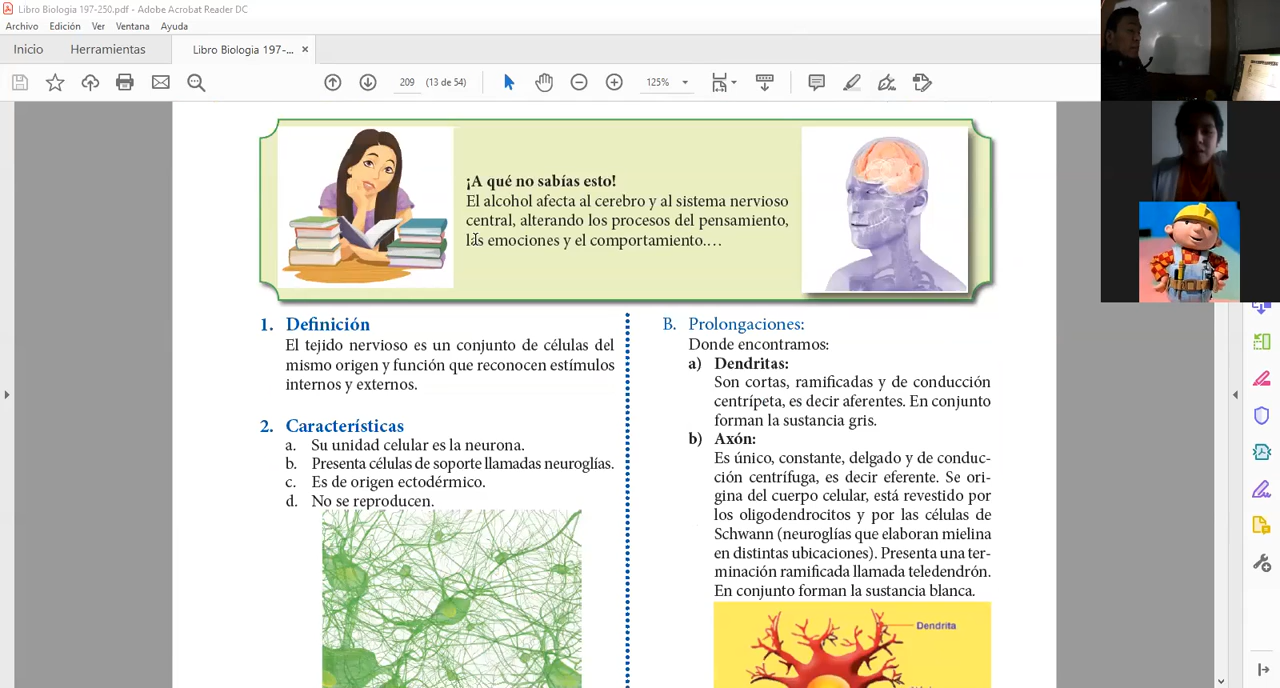 Libro Biologia 197-250.pdf - Adobe Acrobat Reader DC
Archivo Edición Ver Ventana Ayuda
Inicio Herramientas Libro Biologia 197-... ×
209 (13 de 54) 125%
¡A qué no sabías esto!
El alcohol afecta al cerebro y al sistema nervioso
central, alterando los procesos del pensamiento,
las emociones y el comportamiento.…
1. Definición
El tejido nervioso es un conjunto de células del
mismo origen y función que reconocen estímulos
internos y externos.
2. Características
a. Su unidad celular es la neurona.
b. Presenta células de soporte llamadas neuroglías.
c. Es de origen ectodérmico.
d. No se reproducen.
B. Prolongaciones:
Donde encontramos:
a) Dendritas:
Son cortas, ramificadas y de conducción
centrípeta, es decir aferentes. En conjunto
forman la sustancia gris.
b) Axón:
Es único, constante, delgado y de conduc-
ción centrífuga, es decir eferente. Se ori-
gina del cuerpo celular, está revestido por
los oligodendrocitos y por las células de
Schwann (neuroglías que elaboran mielina
en distintas ubicaciones). Presenta una ter-
minación ramificada llamada teledendrón.
En conjunto forman la sustancia blanca.
Dendrita